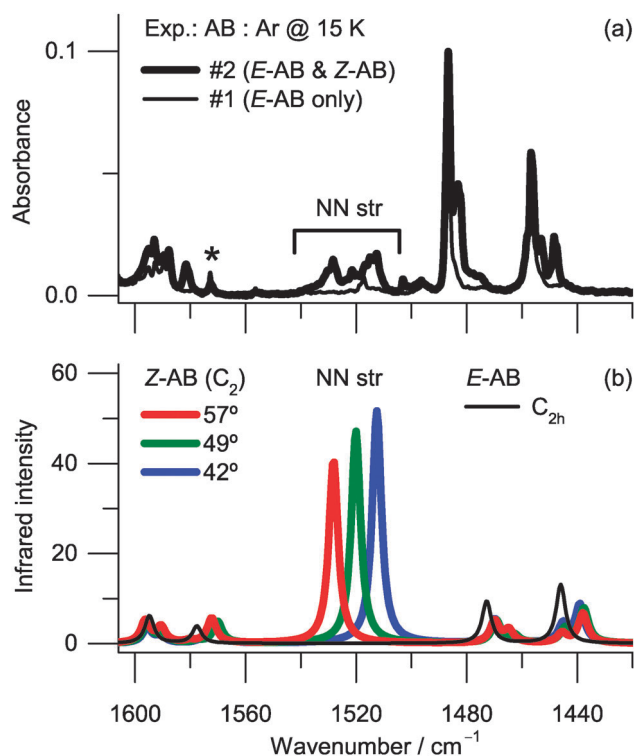 Exp.: AB : Ar @ 15 K
(a)
#2 (E-AB & Z-AB)
#1 (E-AB only)
0.1
0.0
Absorbance
NN str
*
Z-AB (C₂)
NN str
E-AB
(b)
57º
49º
42º
C₂ₕ
60
40
20
0
Infrared intensity
1600
1560
1520
1480
1440
Wavenumber / cm⁻¹